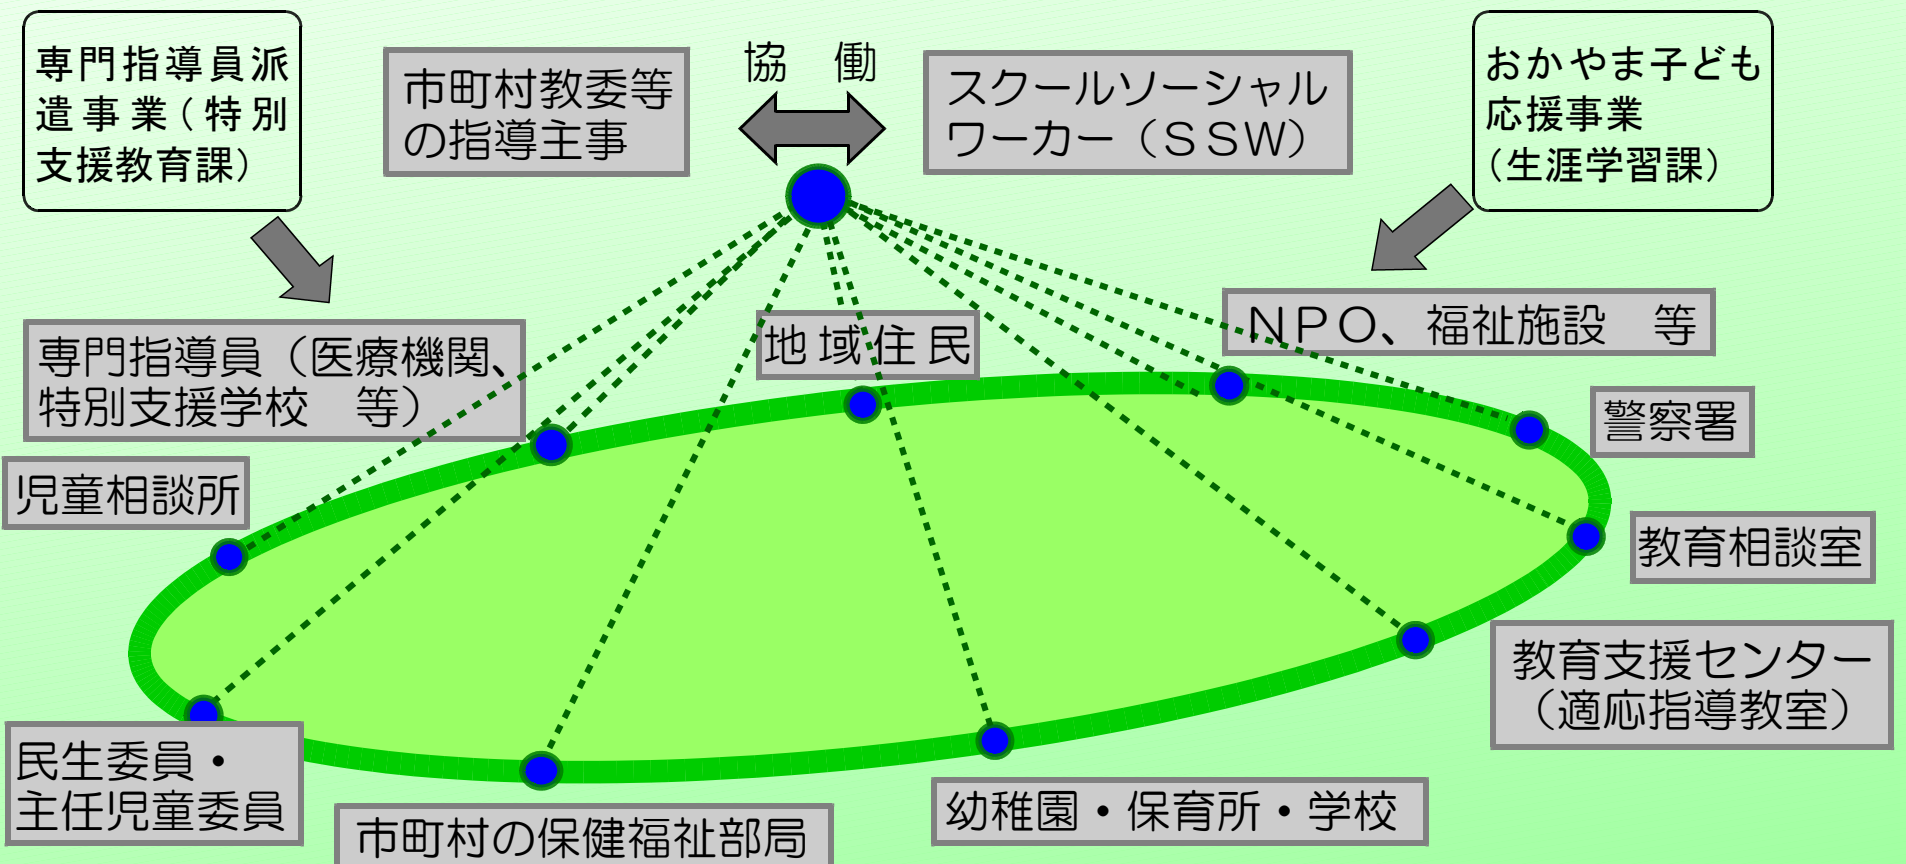 専門指導員派
遣事業（特別
支援教育課）
市町村教委等
の指導主事
協　働
スクールソーシャル
ワーカー（ＳＳＷ）
おかやま子ども
応援事業
（生涯学習課）
専門指導員（医療機関、
特別支援学校　等）
地域住民
ＮＰＯ、福祉施設　等
警察署
児童相談所
教育相談室
教育支援センター
（適応指導教室）
民生委員・
主任児童委員
市町村の保健福祉部局
幼稚園・保育所・学校